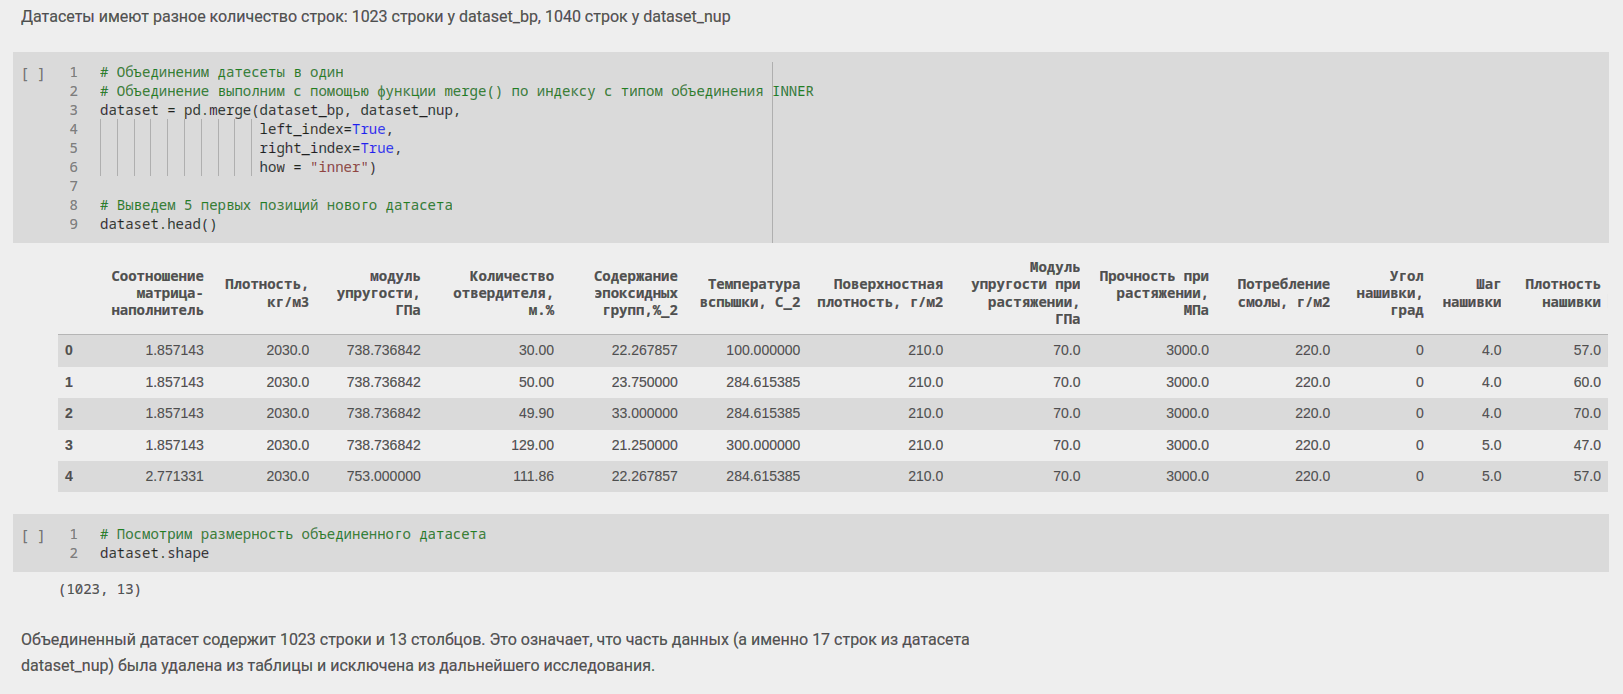 Датасеты имеют разное количество строк: 1023 строки у dataset_bp, 1040 строк у dataset_nup
[ ] 1 # Объединим датесеты в один
2 # Объединение выполним с помощью функции merge() по индексу с типом объединения INNER
3 dataset = pd.merge(dataset_bp, dataset_nup,
4 left_index=True,
5 right_index=True,
6 how = "inner")
7
8 # Выведем 5 первых позиций нового датасета
9 dataset.head()
Соотношение матрица-наполнитель Плотность, кг/м3 модуль упругости, ГПа Количество отвердителя, м.% Содержание эпоксидных групп,%_2 Температура вспышки, С_2 Поверхностная плотность, г/м2 Модуль упругости при растяжении, ГПа Прочность при растяжении, МПа Потребление смолы, г/м2 Угол нашивки, град Шаг нашивки Плотность нашивки
0 1.857143 2030.0 738.736842 30.00 22.267857 100.000000 210.0 70.0 3000.0 220.0 0 4.0 57.0
1 1.857143 2030.0 738.736842 50.00 23.750000 284.615385 210.0 70.0 3000.0 220.0 0 4.0 60.0
2 1.857143 2030.0 738.736842 49.90 33.000000 284.615385 210.0 70.0 3000.0 220.0 0 4.0 70.0
3 1.857143 2030.0 738.736842 129.00 21.250000 300.000000 210.0 70.0 3000.0 220.0 0 5.0 47.0
4 2.771331 2030.0 753.000000 111.86 22.267857 284.615385 210.0 70.0 3000.0 220.0 0 5.0 57.0
[ ] 1 # Посмотрим размерность объединенного датасета
2 dataset.shape
(1023, 13)
Объединенный датасет содержит 1023 строки и 13 столбцов. Это означает, что часть данных (а именно 17 строк из датасета
dataset_nup) была удалена из таблицы и исключена из дальнейшего исследования.